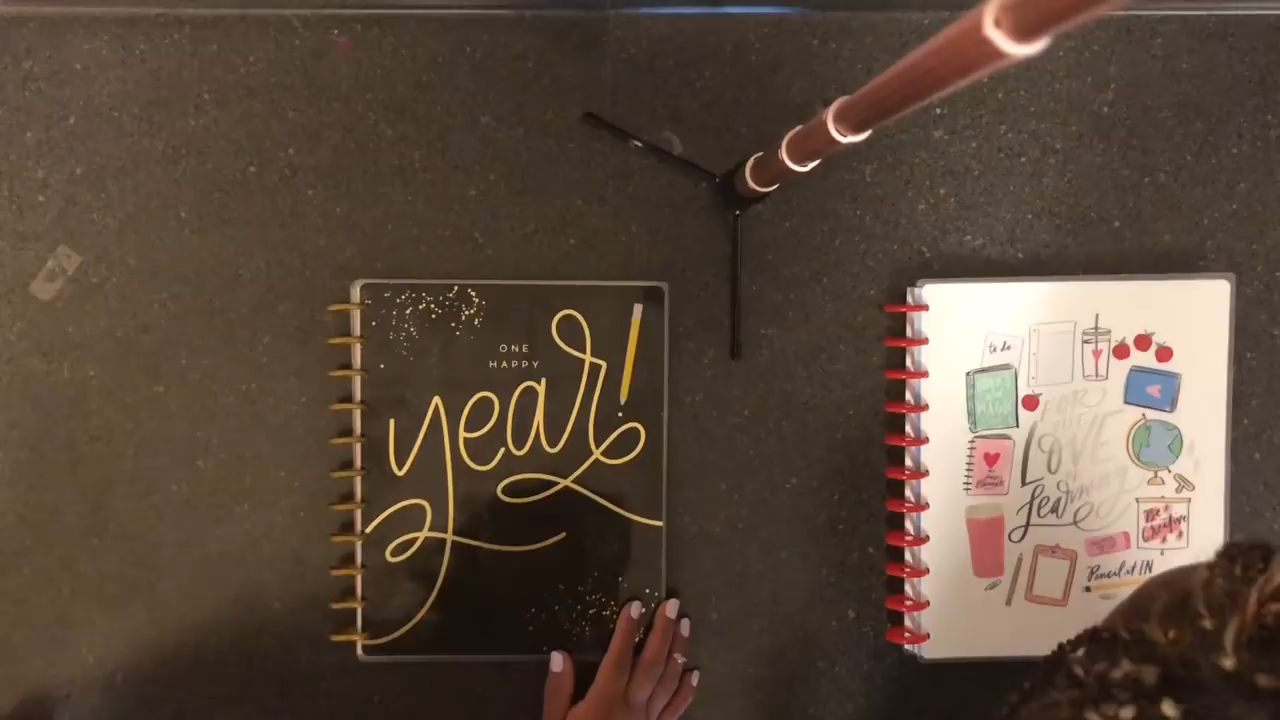 ONE
HAPPY
year!
to do
FOR
THE
LOVE
OF
Learning
Be
Creative
Pencil it IN